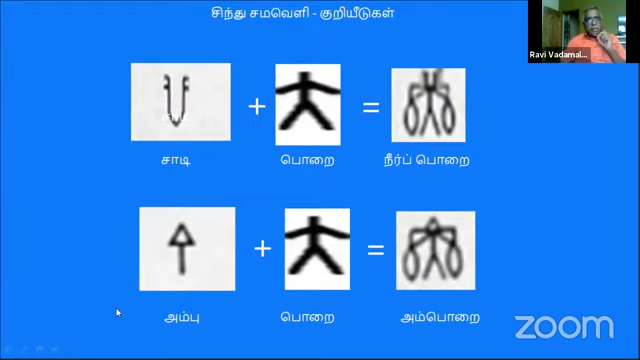 சிந்து சமவெளி - குறியீடுகள்
Ravi Vadamal...
+ =
சாடி பொறை நீர்ப் பொறை
+ =
அம்பு பொறை அம்பொறை
zoom